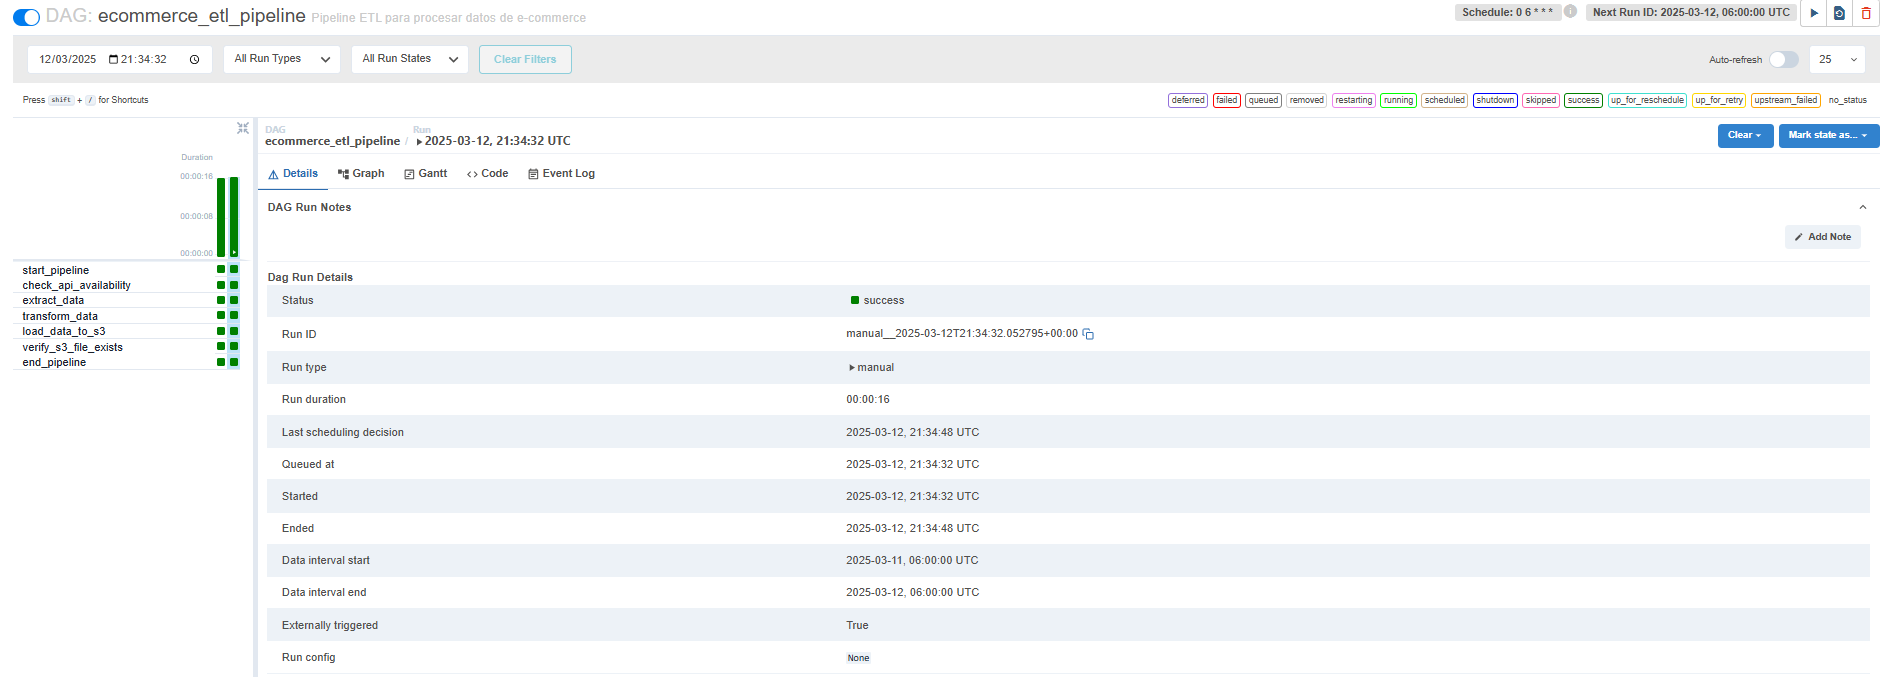 DAG: ecommerce_etl_pipeline Pipeline ETL para procesar datos de e-commerce
Schedule: 0 6 * * * i Next Run ID: 2025-03-12, 06:00:00 UTC
12/03/2025 21:34:32 All Run Types All Run States Clear Filters Auto-refresh 25
Press shift + / for Shortcuts
deferred failed queued removed restarting running scheduled shutdown skipped success up_for_reschedule up_for_retry upstream_failed no_status
Duration
00:00:16
00:00:08
00:00:00
start_pipeline
check_api_availability
extract_data
transform_data
load_data_to_s3
verify_s3_file_exists
end_pipeline
DAG Run
ecommerce_etl_pipeline / 2025-03-12, 21:34:32 UTC
Clear Mark state as...
Details Graph Gantt Code Event Log
DAG Run Notes
Add Note
Dag Run Details
Status success
Run ID manual__2025-03-12T21:34:32.052795+00:00
Run type manual
Run duration 00:00:16
Last scheduling decision 2025-03-12, 21:34:48 UTC
Queued at 2025-03-12, 21:34:32 UTC
Started 2025-03-12, 21:34:32 UTC
Ended 2025-03-12, 21:34:48 UTC
Data interval start 2025-03-11, 06:00:00 UTC
Data interval end 2025-03-12, 06:00:00 UTC
Externally triggered True
Run config None